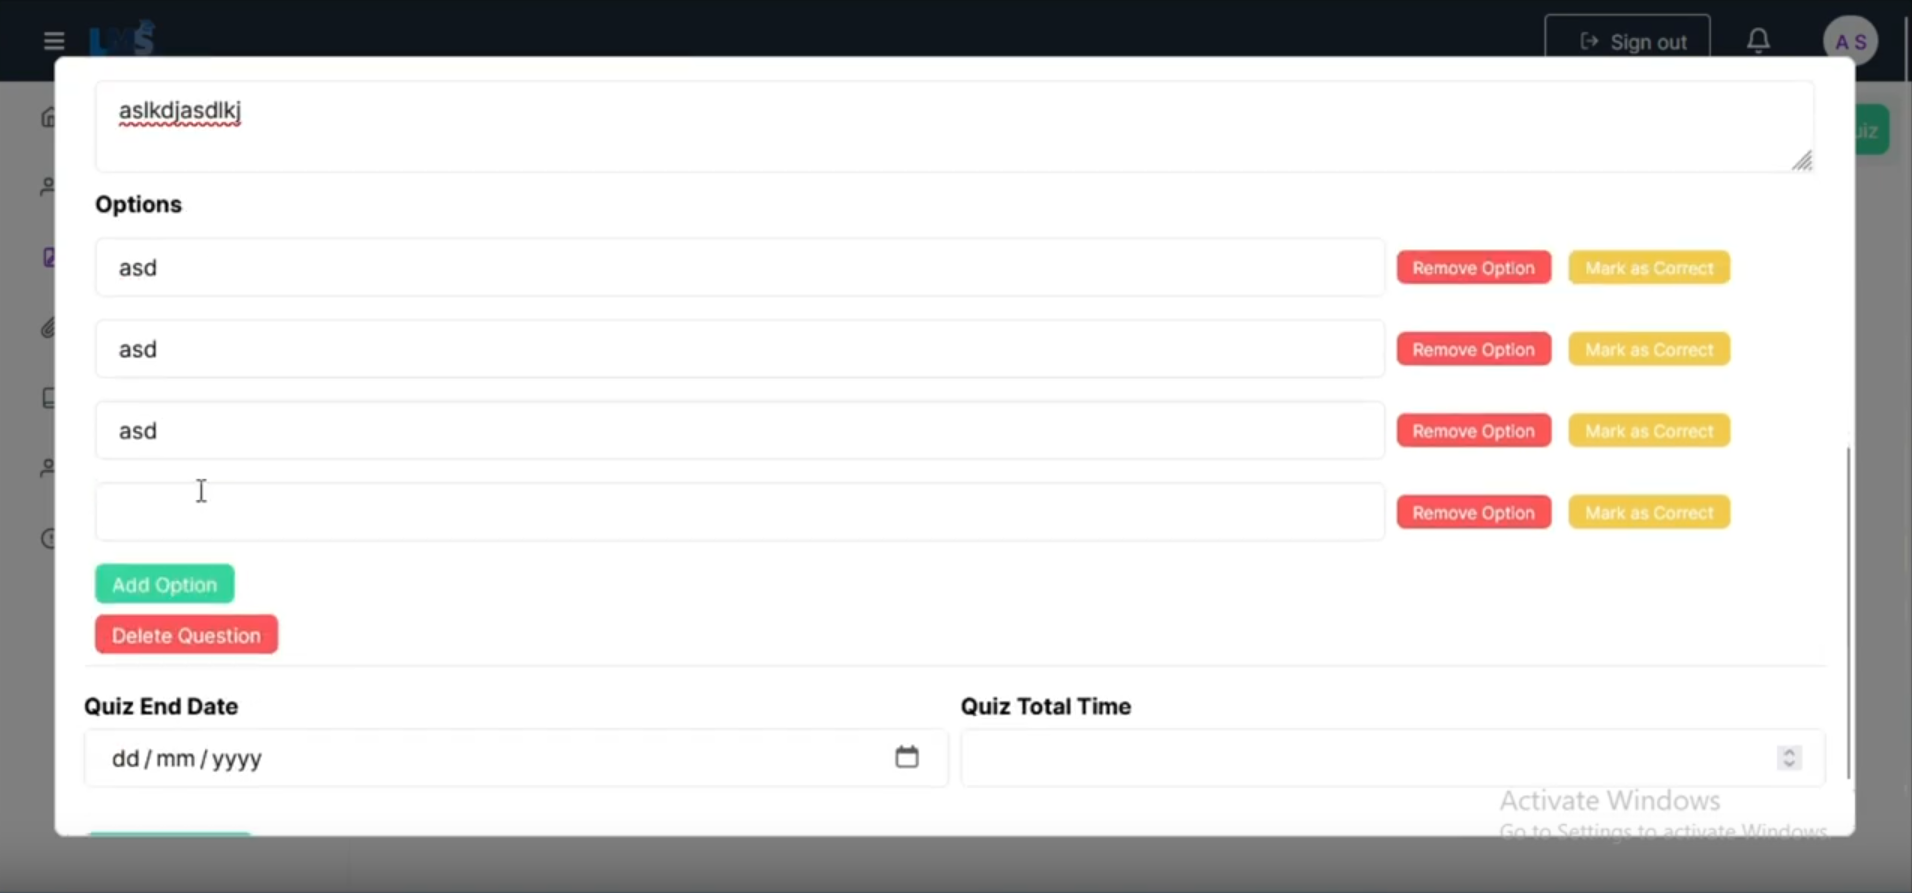 LMS
Sign out
A S
uiz
aslkdjasdlkj
Options
asd
Remove Option
Mark as Correct
asd
Remove Option
Mark as Correct
asd
Remove Option
Mark as Correct
Remove Option
Mark as Correct
Add Option
Delete Question
Quiz End Date
Quiz Total Time
dd/mm/yyyy
Activate Windows
Go to Settings to activate Windows.